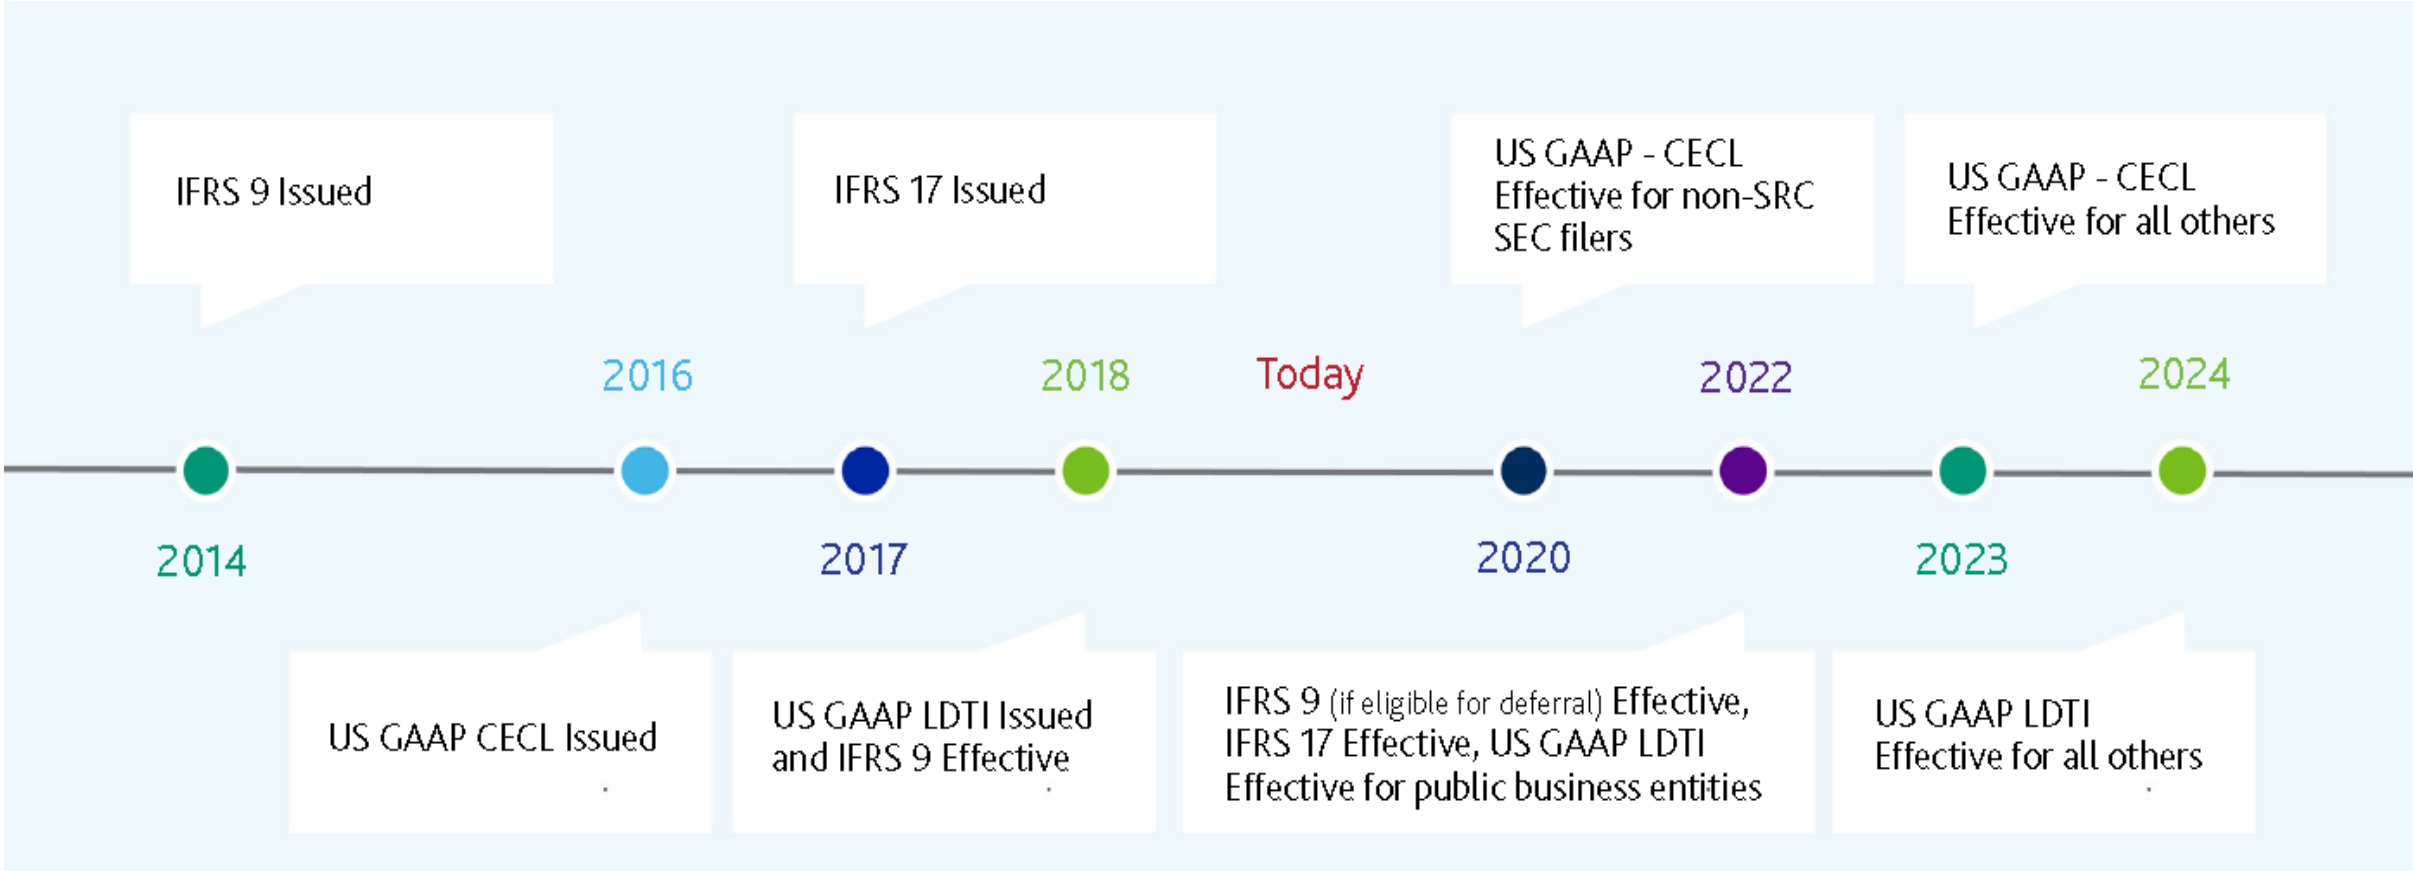 IFRS 9 Issued
IFRS 17 Issued
US GAAP - CECL
Effective for non-SRC
SEC filers
US GAAP - CECL
Effective for all others
2016
2018
Today
2022
2024
2014
2017
2020
2023
US GAAP CECL Issued
US GAAP LDTI Issued
and IFRS 9 Effective
IFRS 9 (if eligible for deferral) Effective,
IFRS 17 Effective, US GAAP LDTI
Effective for public business entities
US GAAP LDTI
Effective for all others